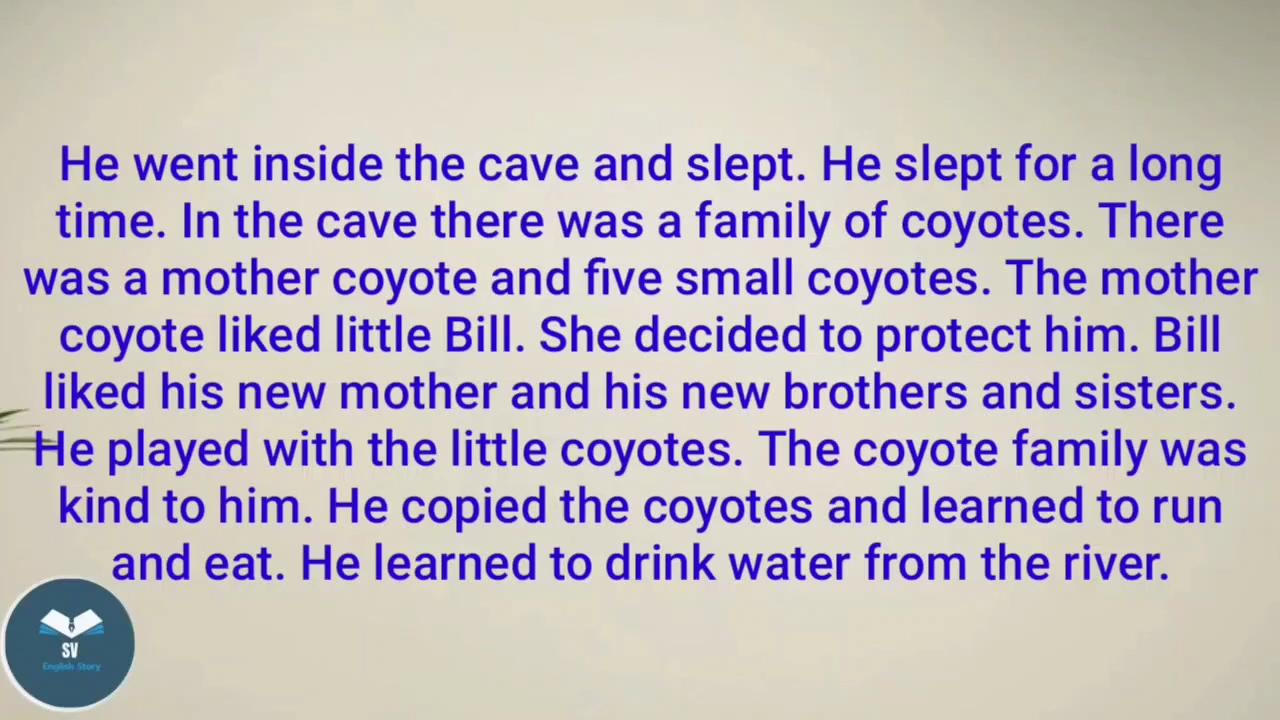 He went inside the cave and slept. He slept for a long
time. In the cave there was a family of coyotes. There
was a mother coyote and five small coyotes. The mother
coyote liked little Bill. She decided to protect him. Bill
liked his new mother and his new brothers and sisters.
He played with the little coyotes. The coyote family was
kind to him. He copied the coyotes and learned to run
and eat. He learned to drink water from the river.
SV
English Story